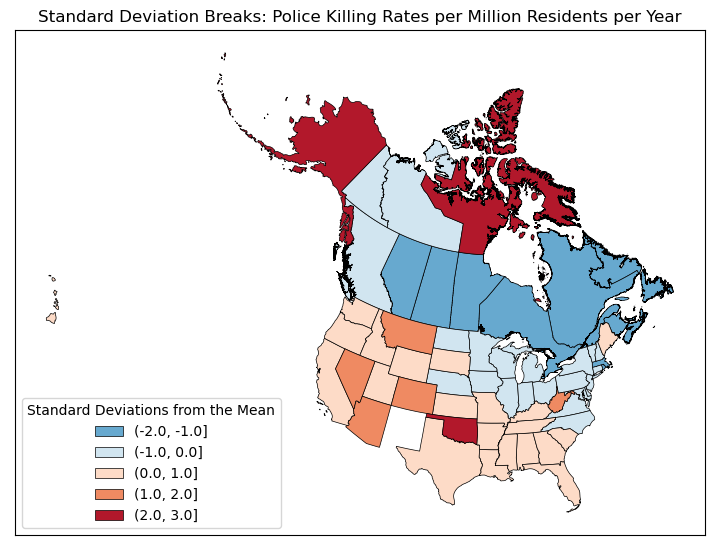 Standard Deviation Breaks: Police Killing Rates per Million Residents per Year
Standard Deviations from the Mean
(-2.0, -1.0]
(-1.0, 0.0]
(0.0, 1.0]
(1.0, 2.0]
(2.0, 3.0]